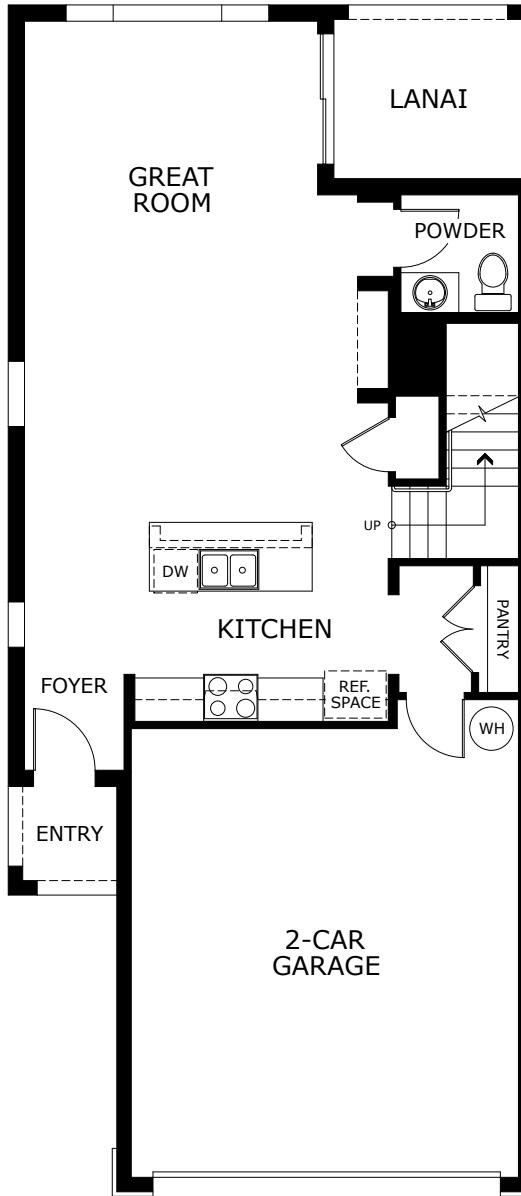 LANAI
GREAT
ROOM
POWDER
UP
DW
KITCHEN
PANTRY
FOYER
REF.
SPACE
WH
ENTRY
2-CAR
GARAGE